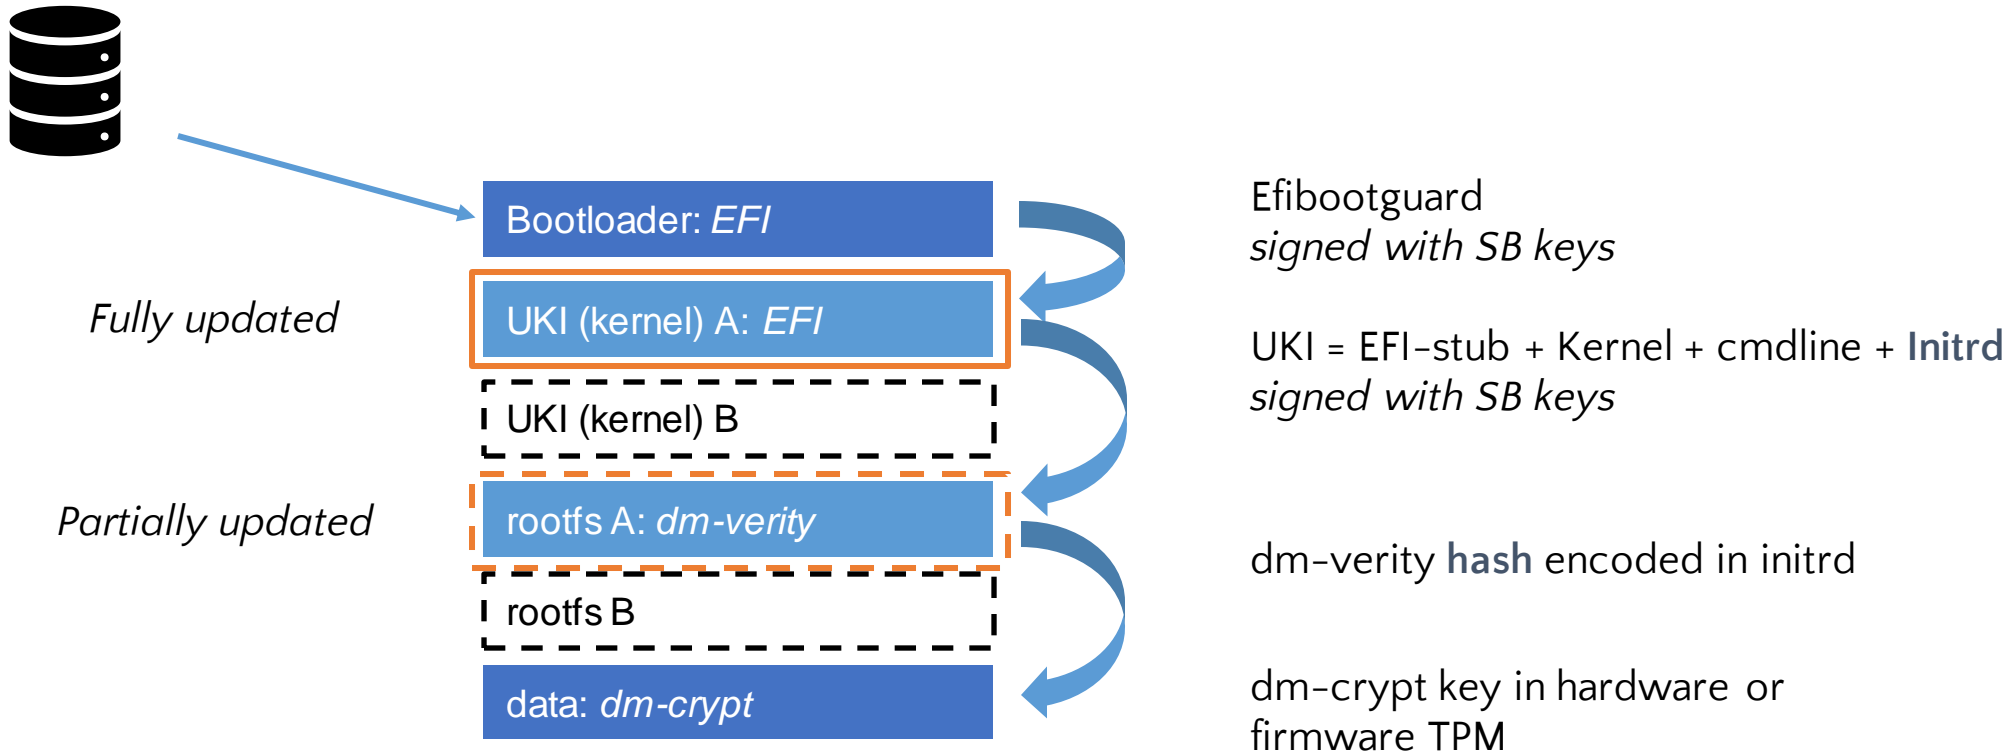 Bootloader: EFI
Efibootguard
signed with SB keys
Fully updated
UKI (kernel) A: EFI
UKI = EFI-stub + Kernel + cmdline + Initrd
signed with SB keys
UKI (kernel) B
Partially updated
rootfs A: dm-verity
dm-verity hash encoded in initrd
rootfs B
data: dm-crypt
dm-crypt key in hardware or
firmware TPM